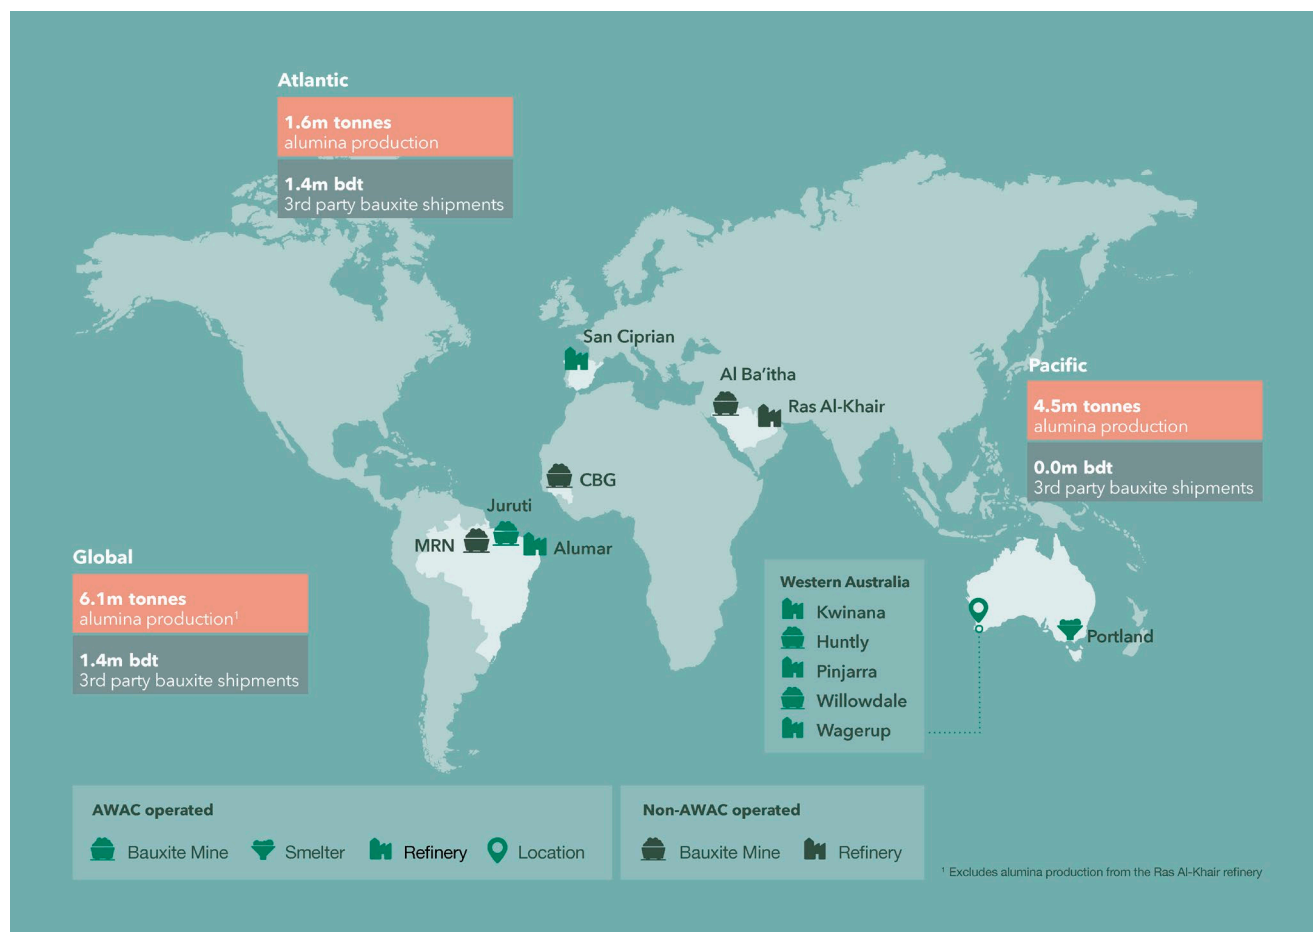 Atlantic
1.6m tonnes
alumina production
1.4m bdt
3rd party bauxite shipments
San Ciprian
Al Ba'itha
Ras Al-Khair
Pacific
4.5m tonnes
alumina production
0.0m bdt
3rd party bauxite shipments
CBG
Juruti
MRN
Alumar
Global
6.1m tonnes
alumina production¹
1.4m bdt
3rd party bauxite shipments
Western Australia
Kwinana
Huntly
Pinjarra
Willowdale
Wagerup
Portland
AWAC operated
Bauxite Mine
Smelter
Refinery
Location
Non-AWAC operated
Bauxite Mine
Refinery
¹ Excludes alumina production from the Ras Al-Khair refinery